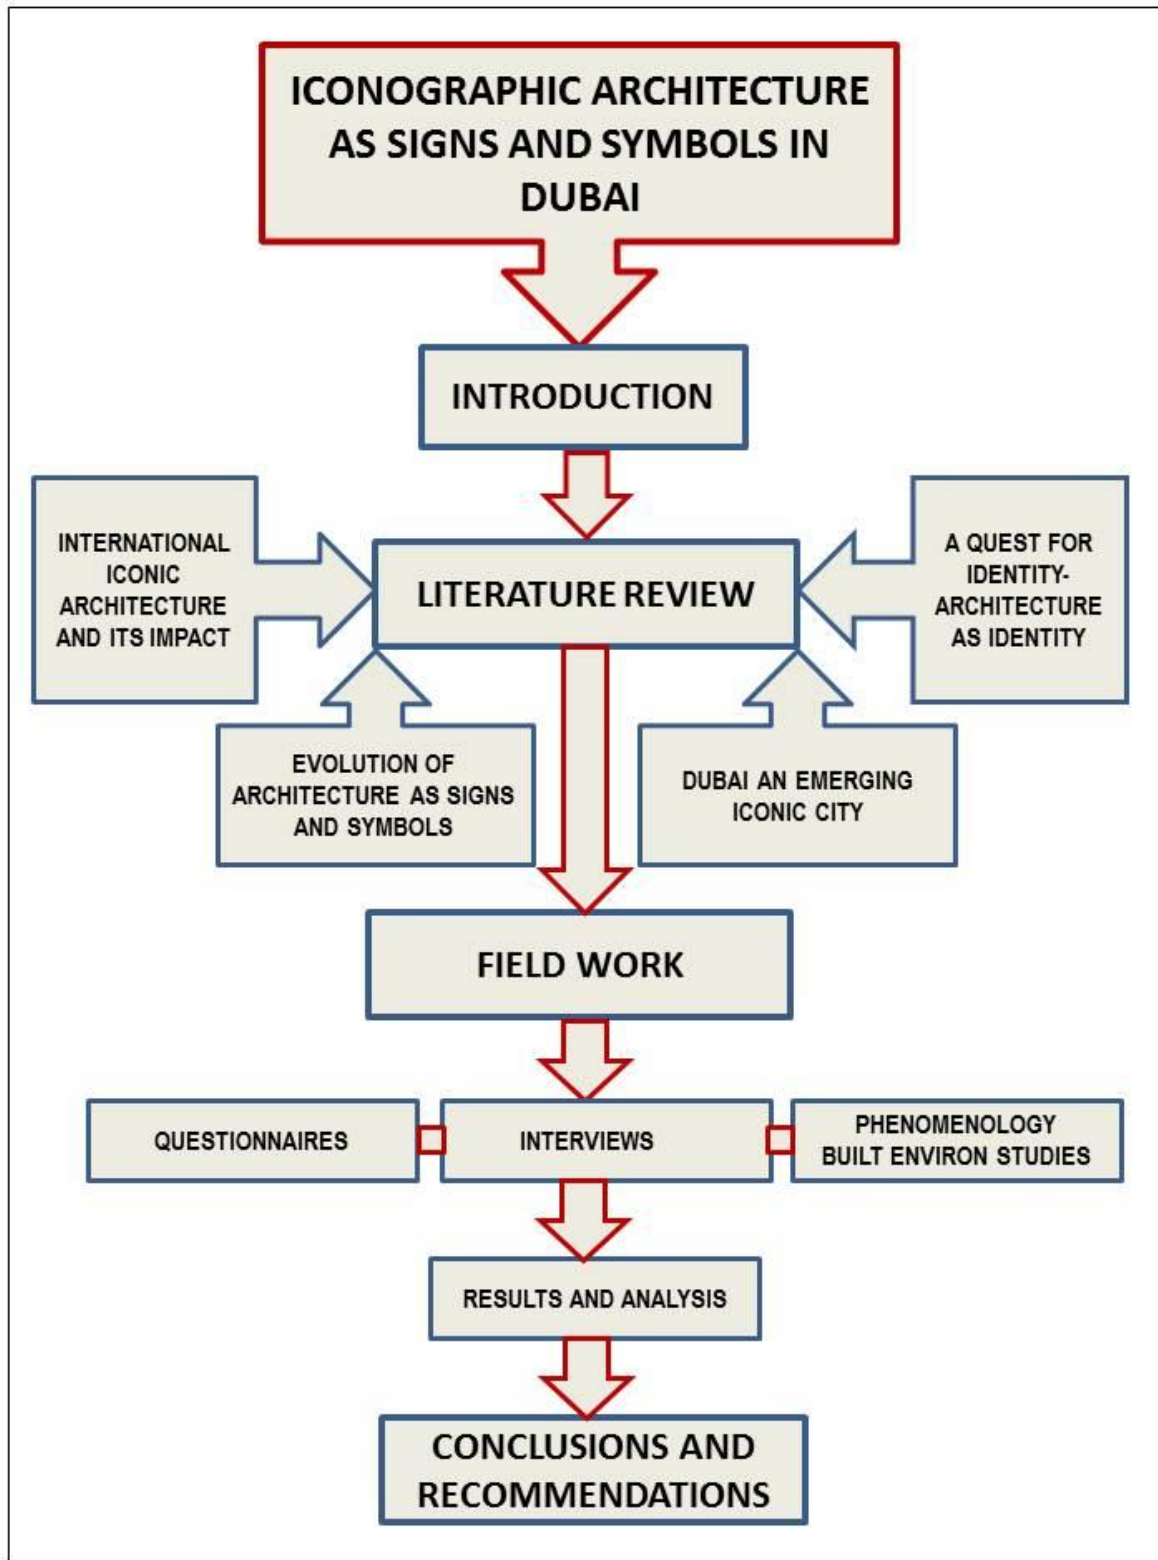 ICONOGRAPHIC ARCHITECTURE
AS SIGNS AND SYMBOLS IN
DUBAI
INTRODUCTION
INTERNATIONAL
ICONIC
ARCHITECTURE
AND ITS IMPACT
LITERATURE REVIEW
A QUEST FOR
IDENTITY-
ARCHITECTURE
AS IDENTITY
EVOLUTION OF
ARCHITECTURE AS SIGNS
AND SYMBOLS
DUBAI AN EMERGING
ICONIC CITY
FIELD WORK
QUESTIONNAIRES
INTERVIEWS
PHENOMENOLOGY
BUILT ENVIRON STUDIES
RESULTS AND ANALYSIS
CONCLUSIONS AND
RECOMMENDATIONS